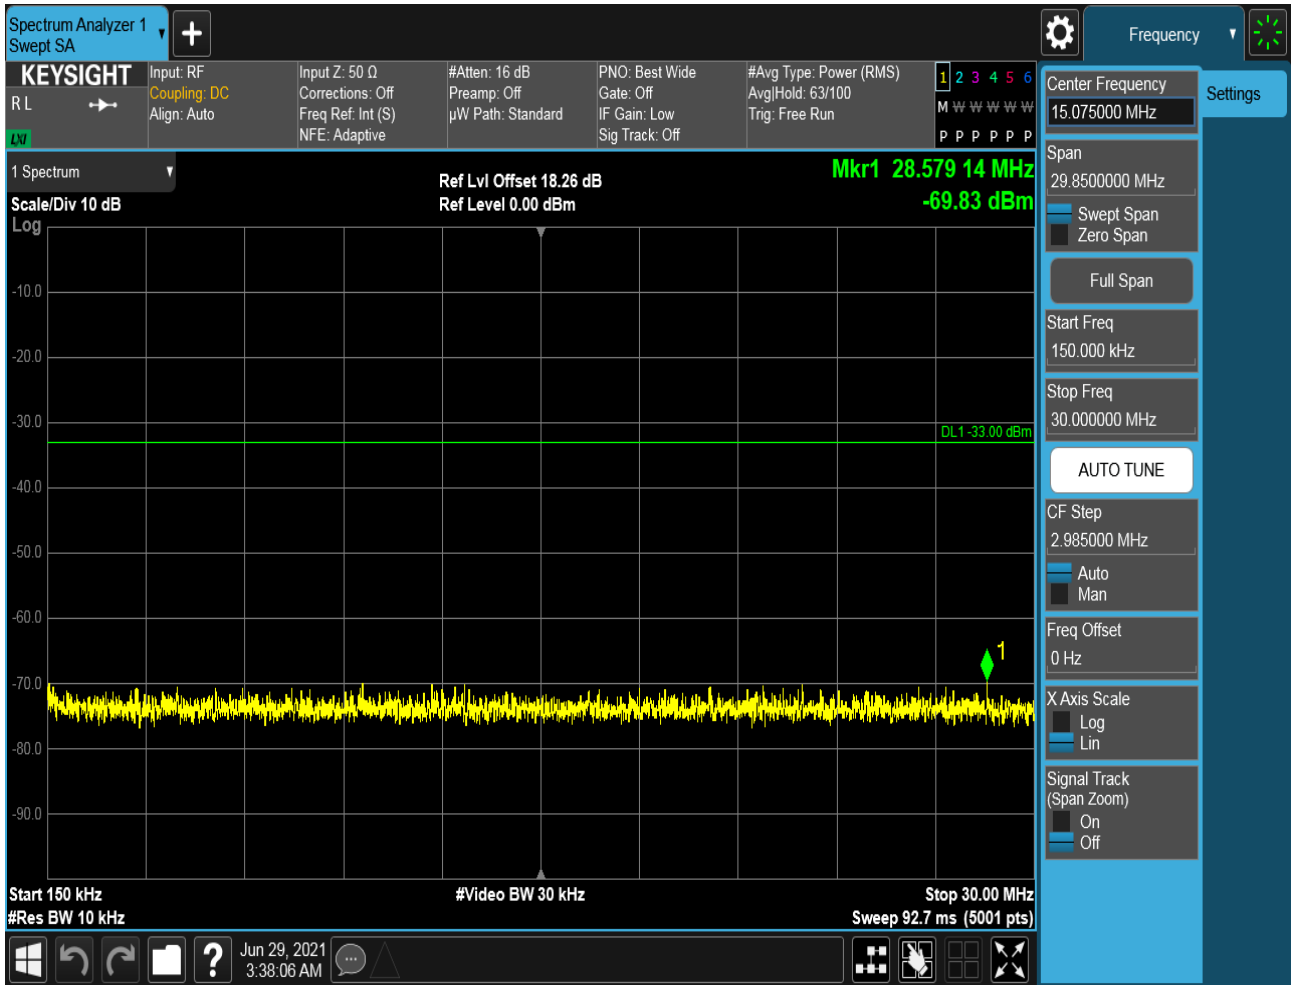 Spectrum Analyzer 1
Swept SA
Frequency
KEYSIGHT
R L
LXI
Input: RF
Coupling: DC
Align: Auto
Input Z: 50 Ω
Corrections: Off
Freq Ref: Int (S)
NFE: Adaptive
#Atten: 16 dB
Preamp: Off
µW Path: Standard
PNO: Best Wide
Gate: Off
IF Gain: Low
Sig Track: Off
#Avg Type: Power (RMS)
Avg|Hold: 63/100
Trig: Free Run
1 2 3 4 5 6
M W W W W W
P P P P P P
1 Spectrum
Scale/Div 10 dB
Log
Ref Lvl Offset 18.26 dB
Ref Level 0.00 dBm
Mkr1 28.579 14 MHz
-69.83 dBm
-10.0
-20.0
-30.0
DL1 -33.00 dBm
-40.0
-50.0
-60.0
1
-70.0
-80.0
-90.0
Start 150 kHz
#Res BW 10 kHz
#Video BW 30 kHz
Stop 30.00 MHz
Sweep 92.7 ms (5001 pts)
Center Frequency
15.075000 MHz
Settings
Span
29.8500000 MHz
Swept Span
Zero Span
Full Span
Start Freq
150.000 kHz
Stop Freq
30.000000 MHz
AUTO TUNE
CF Step
2.985000 MHz
Auto
Man
Freq Offset
0 Hz
X Axis Scale
Log
Lin
Signal Track
(Span Zoom)
On
Off
?
Jun 29, 2021
3:38:06 AM